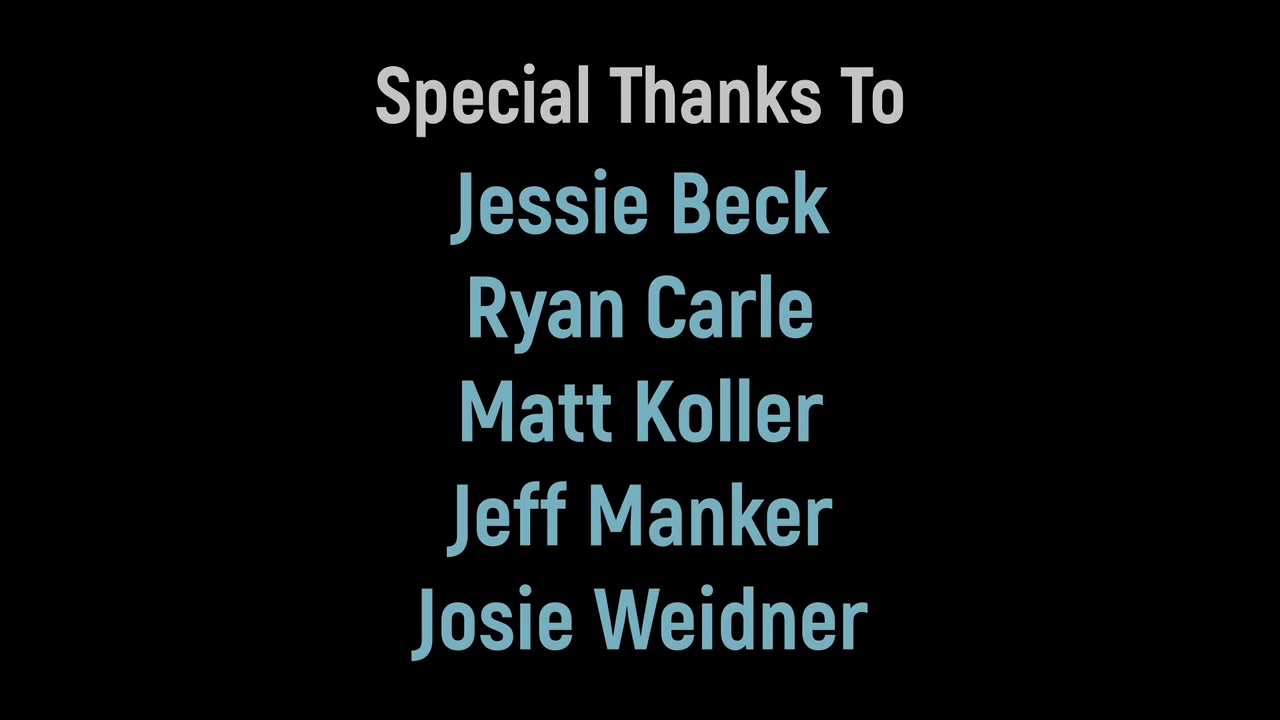 Special Thanks To
Jessie Beck
Ryan Carle
Matt Koller
Jeff Manker
Josie Weidner